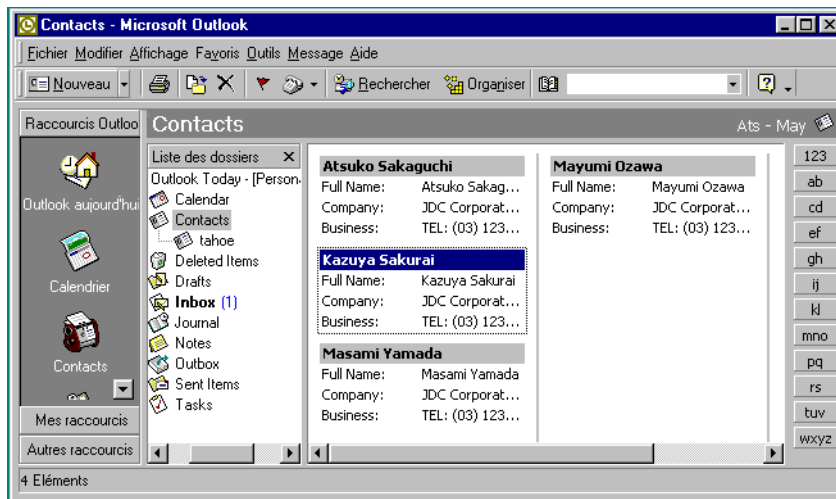 Contacts - Microsoft Outlook
Fichier Modifier Affichage Favoris Outils Message Aide
Nouveau Rechercher Organiser
Raccourcis Outloo
Contacts
Ats - May
Outlook aujourd'hui
Calendrier
Contacts
Mes raccourcis
Autres raccourcis
Liste des dossiers X
Outlook Today - [Person
Calendar
Contacts
tahoe
Deleted Items
Drafts
Inbox (1)
Journal
Notes
Outbox
Sent Items
Tasks
Atsuko Sakaguchi
Full Name: Atsuko Sakag...
Company: JDC Corporat...
Business: TEL: (03) 123...
Kazuya Sakurai
Full Name: Kazuya Sakurai
Company: JDC Corporat...
Business: TEL: (03) 123...
Masami Yamada
Full Name: Masami Yamada
Company: JDC Corporat...
Business: TEL: (03) 123...
Mayumi Ozawa
Full Name: Mayumi Ozawa
Company: JDC Corporat...
Business: TEL: (03) 123...
123
ab
cd
ef
gh
ij
kl
mno
pq
rs
tuv
wxyz
4 Eléments